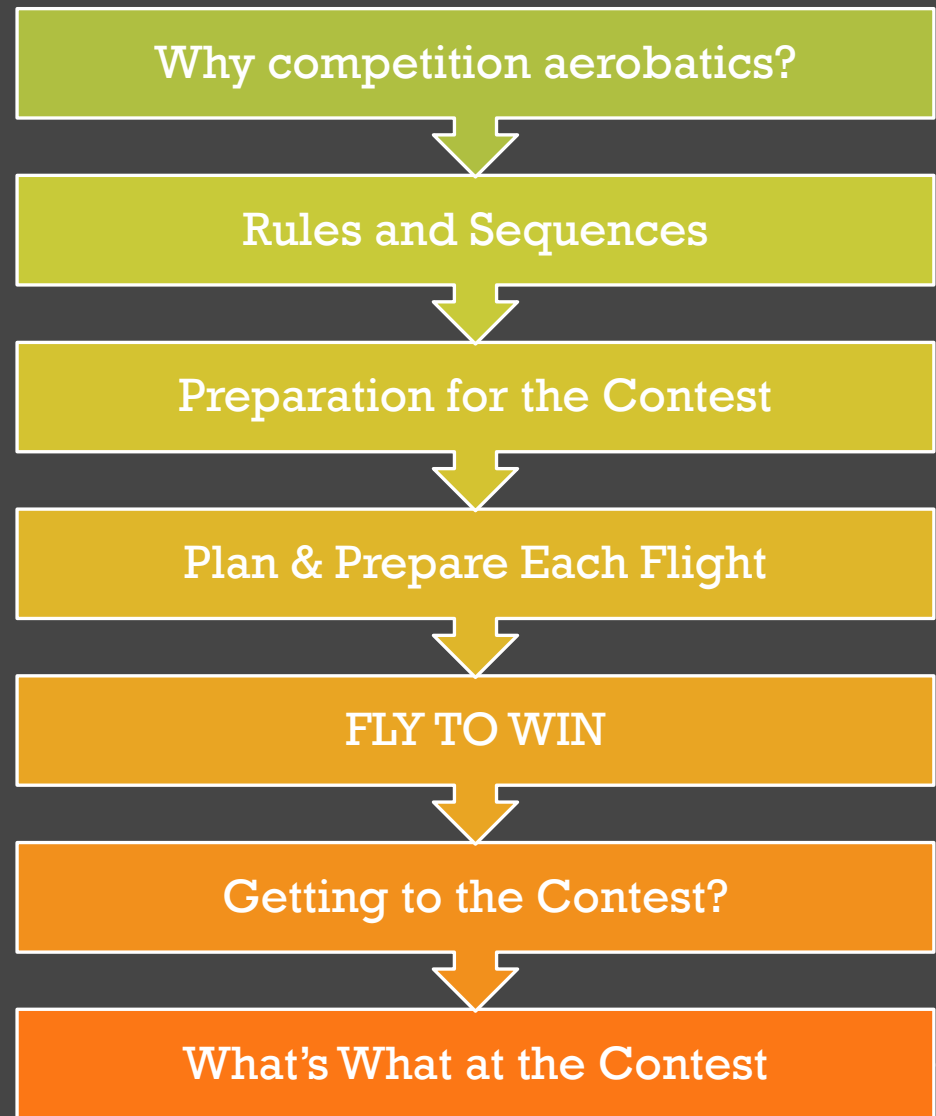 Why competition aerobatics?
Rules and Sequences
Preparation for the Contest
Plan & Prepare Each Flight
FLY TO WIN
Getting to the Contest?
What’s What at the Contest